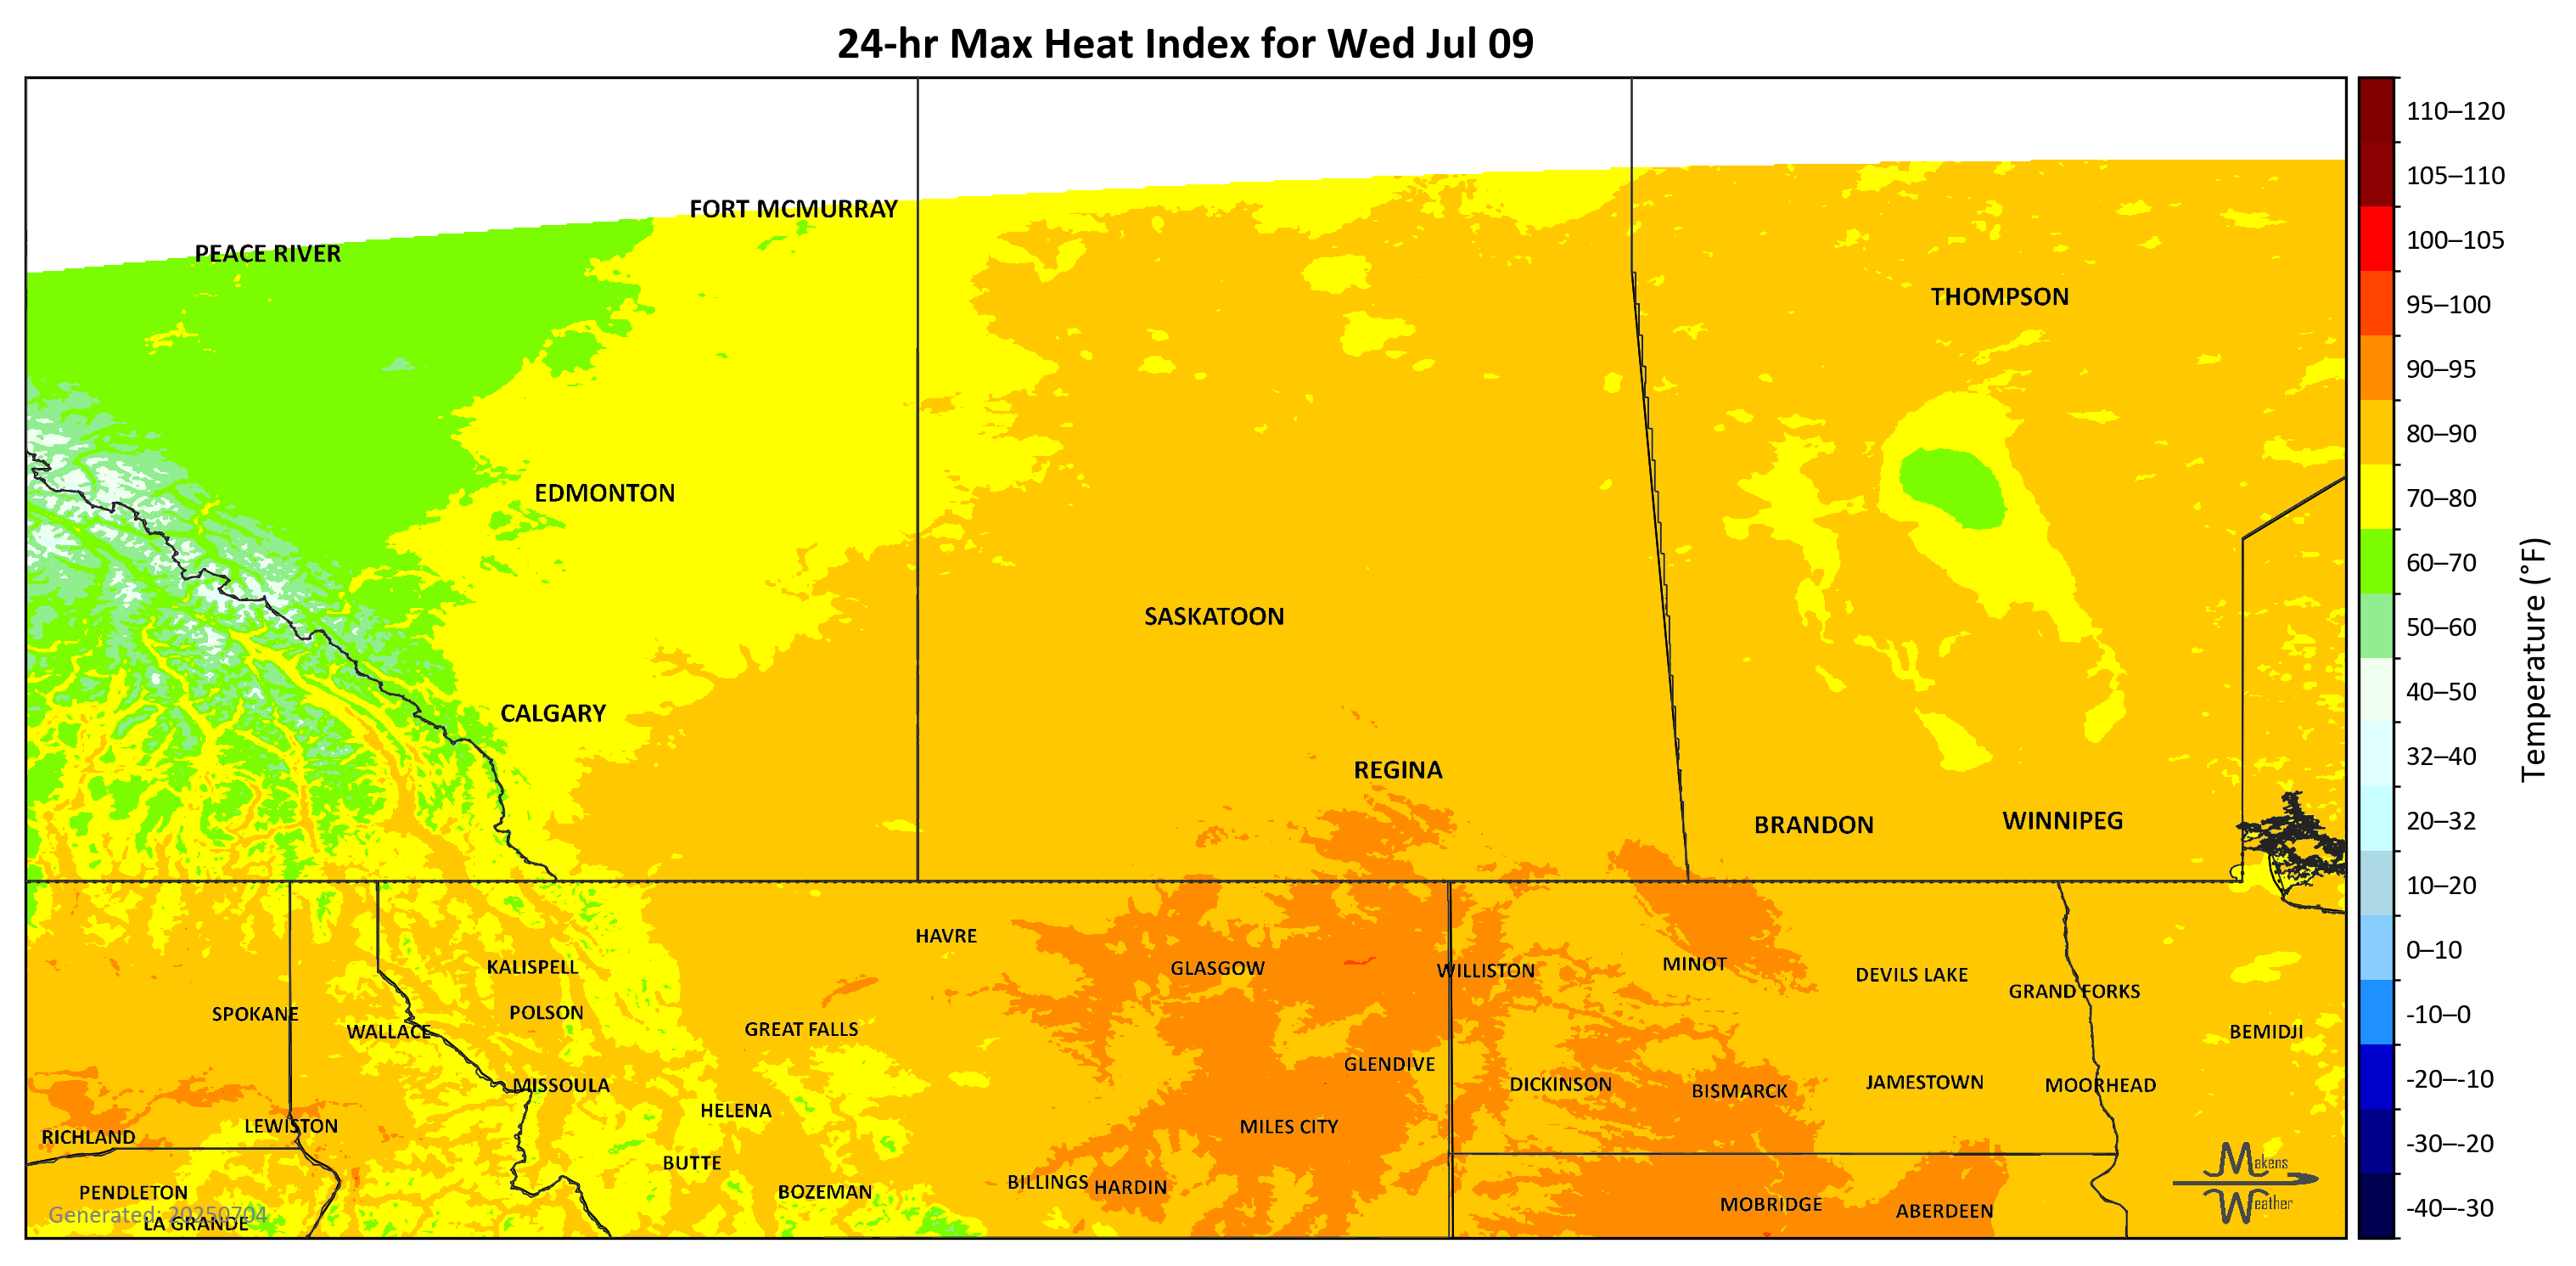 24-hr Max Heat Index for Wed Jul 09
FORT MCMURRAY
PEACE RIVER
THOMPSON
EDMONTON
SASKATOON
CALGARY
REGINA
BRANDON
WINNIPEG
HAVRE
KALISPELL
GLASGOW
WILLISTON
MINOT
DEVILS LAKE
GRAND FORKS
SPOKANE
POLSON
WALLACE
GREAT FALLS
BEMIDJI
GLENDIVE
MISSOULA
DICKINSON
BISMARCK
JAMESTOWN
MOORHEAD
HELENA
LEWISTON
MILES CITY
RICHLAND
BUTTE
BILLINGS
HARDIN
PENDLETON
BOZEMAN
MOBRIDGE
ABERDEEN
Generated: 20250704
LA GRANDE
Makens
Weather
110–120
105–110
100–105
95–100
90–95
80–90
70–80
60–70
50–60
40–50
32–40
20–32
10–20
0–10
-10–0
-20–-10
-30–-20
-40–-30
Temperature (°F)